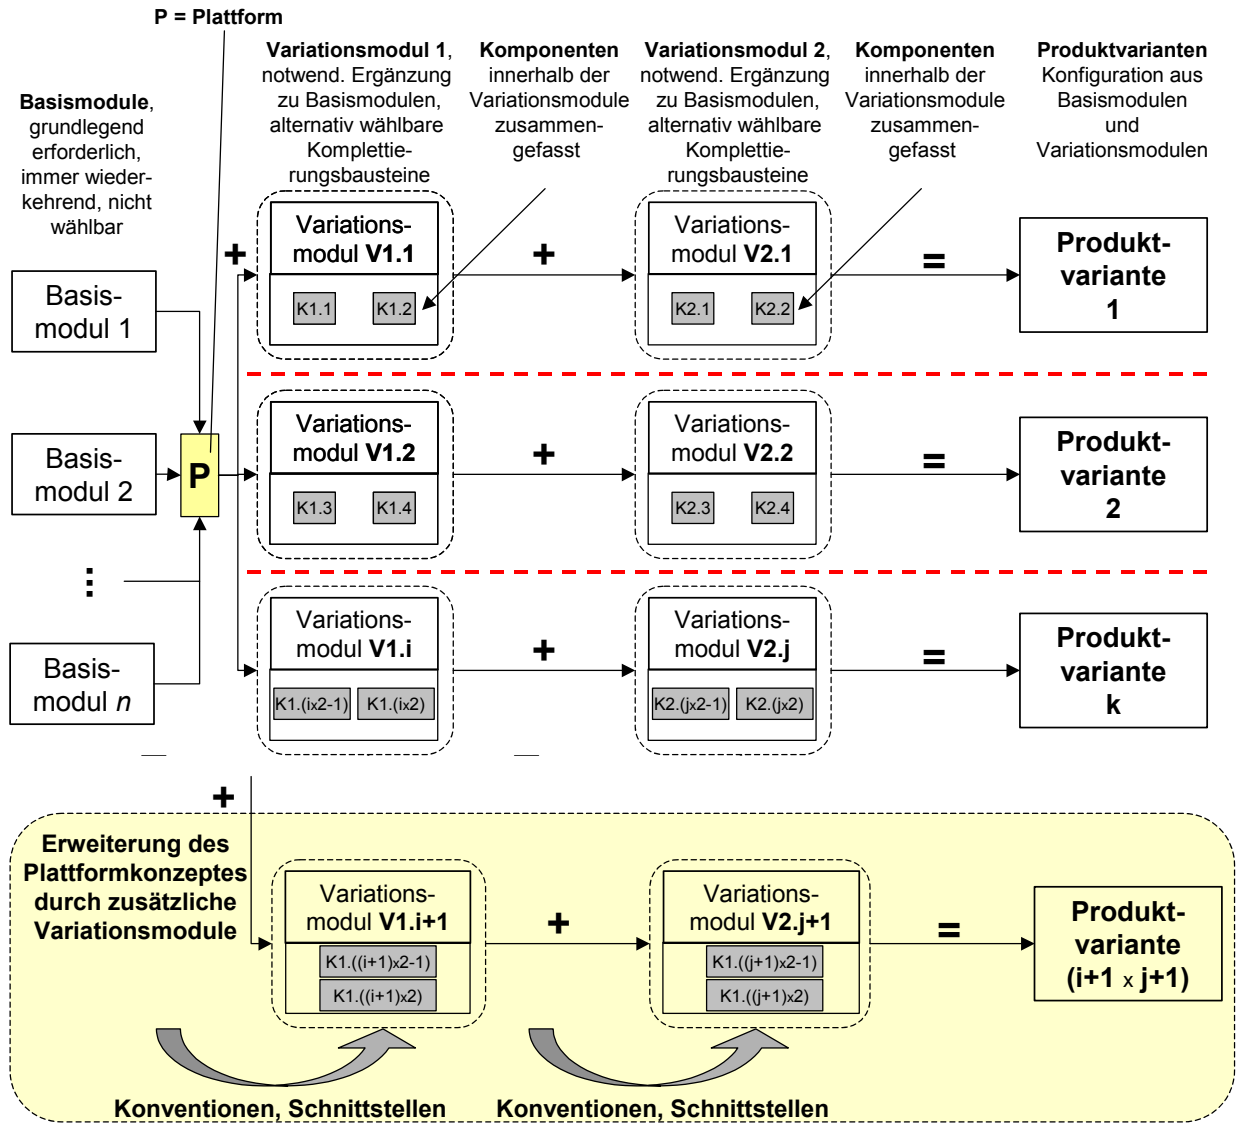 P = Plattform
Basismodule,
grundlegend
erforderlich,
immer wieder-
kehrend, nicht
wählbar
Variationsmodul 1,
notwend. Ergänzung
zu Basismodulen,
alternativ wählbare
Komplettie-
rungsbausteine
Komponenten
innerhalb der
Variationsmodule
zusammen-
gefasst
Variationsmodul 2,
notwend. Ergänzung
zu Basismodulen,
alternativ wählbare
Komplettie-
rungsbausteine
Komponenten
innerhalb der
Variationsmodule
zusammen-
gefasst
Produktvarianten
Konfiguration aus
Basismodulen
und
Variationsmodulen
Basis-
modul 1
Basis-
modul 2
...
Basis-
modul n
P
+
Variations-
modul V1.1
K1.1 K1.2
+
Variations-
modul V2.1
K2.1 K2.2
=
Produkt-
variante
1
Variations-
modul V1.2
K1.3 K1.4
+
Variations-
modul V2.2
K2.3 K2.4
=
Produkt-
variante
2
Variations-
modul V1.i
K1.(ix2-1) K1.(ix2)
+
Variations-
modul V2.j
K2.(jx2-1) K2.(jx2)
=
Produkt-
variante
k
+
Erweiterung des
Plattformkonzeptes
durch zusätzliche
Variationsmodule
Variations-
modul V1.i+1
K1.((i+1)x2-1)
K1.((i+1)x2)
+
Variations-
modul V2.j+1
K1.((j+1)x2-1)
K1.((j+1)x2)
=
Produkt-
variante
(i+1 x j+1)
Konventionen, Schnittstellen
Konventionen, Schnittstellen